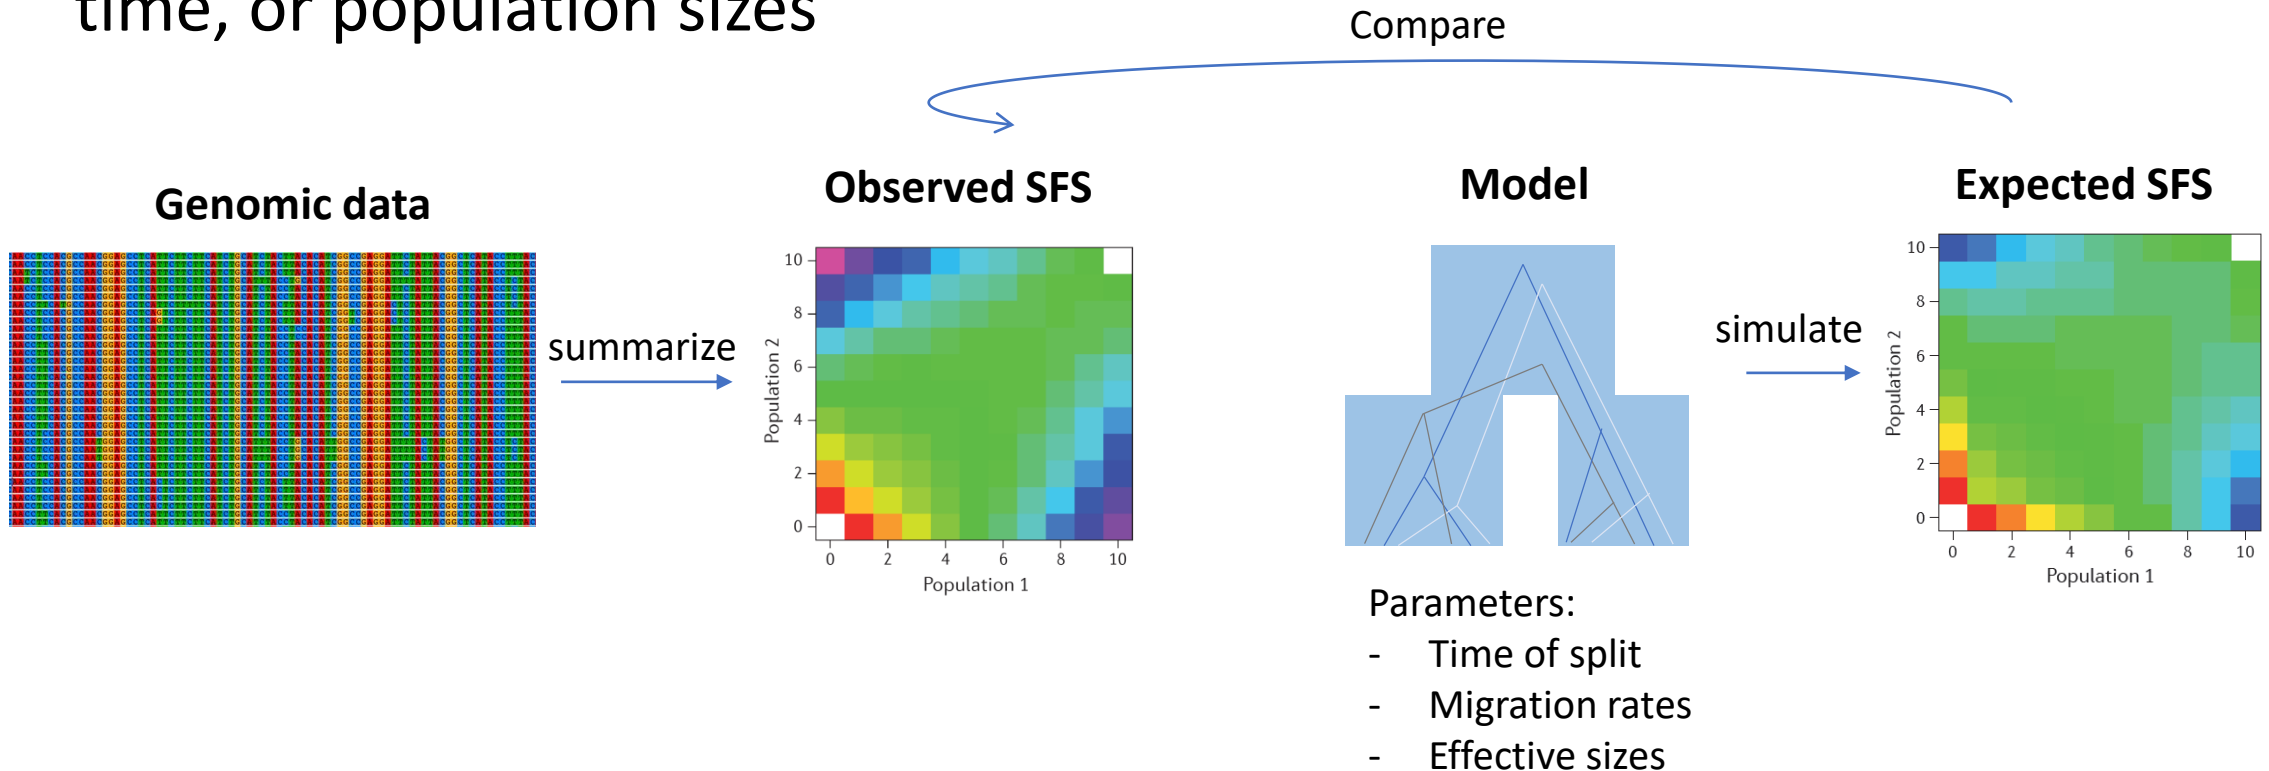 time, or population sizes
Compare
Genomic data
Observed SFS
Model
Expected SFS
summarize
simulate
10
8
6
4
2
0
Population 2
0 2 4 6 8 10
Population 1
10
8
6
4
2
0
Population 2
0 2 4 6 8 10
Population 1
Parameters:
- Time of split
- Migration rates
- Effective sizes